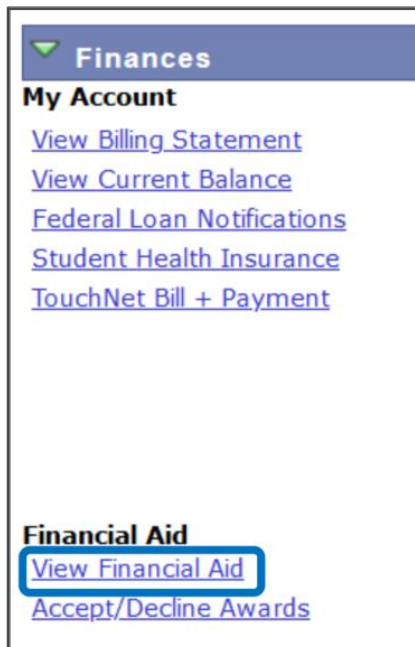 Finances
My Account
View Billing Statement
View Current Balance
Federal Loan Notifications
Student Health Insurance
TouchNet Bill + Payment
Financial Aid
View Financial Aid
Accept/Decline Awards